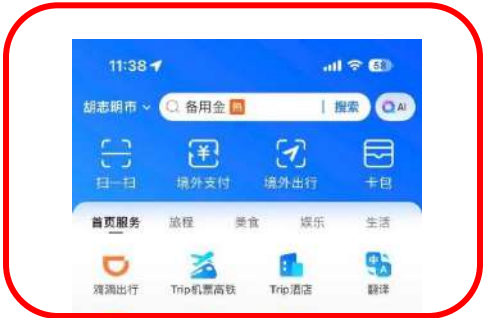 11:38 58
胡志明市 备用金 热 搜索 AI
扫一扫 境外支付 境外出行 卡包
首页服务 旅程 美食 娱乐 生活
滴滴出行 Trip机票高铁 Trip酒店 翻译